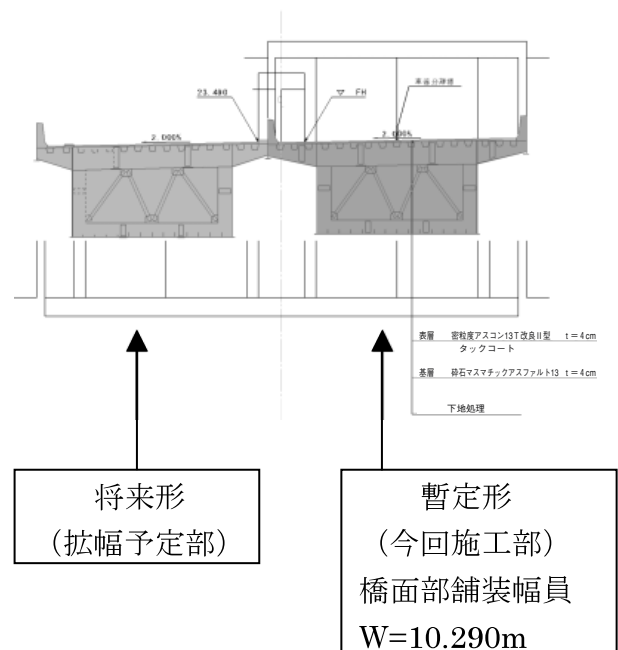 23.490
▽ FH
車道分離標
2.000%
2.000%
表層 密粒度アスコン13T改良II型 t=4cm
タックコート
基層 砕石マスマチックアスファルト13 t=4cm
下地処理
将来形
(拡幅予定部)
暫定形
(今回施工部)
橋面部舗装幅員
W=10.290m